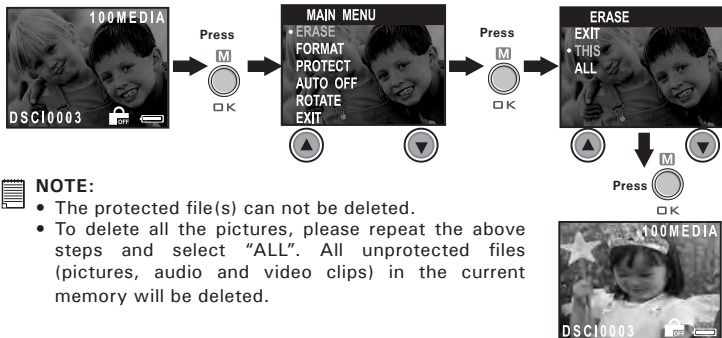 100MEDIA
DSCI0003
OFF
Press
M
OK
MAIN MENU
• ERASE
FORMAT
PROTECT
AUTO OFF
ROTATE
EXIT
Press
M
OK
ERASE
EXIT
• THIS
ALL
Press
M
OK
100MEDIA
DSCI0003
OFF
NOTE:
• The protected file(s) can not be deleted.
• To delete all the pictures, please repeat the above
steps and select “ALL”. All unprotected files
(pictures, audio and video clips) in the current
memory will be deleted.